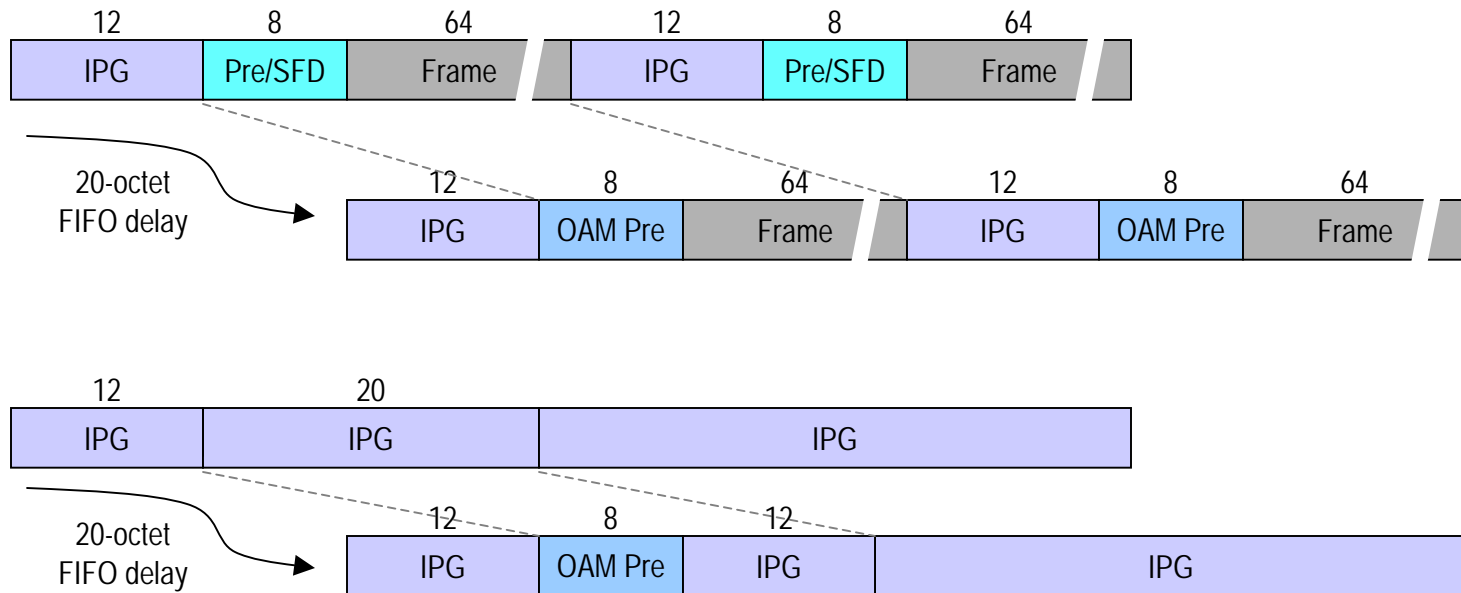 12 8 64 12 8 64
IPG Pre/SFD Frame IPG Pre/SFD Frame
20-octet
FIFO delay
12 8 64 12 8 64
IPG OAM Pre Frame IPG OAM Pre Frame
12 20
IPG IPG IPG
20-octet
FIFO delay
12 8 12
IPG OAM Pre IPG IPG